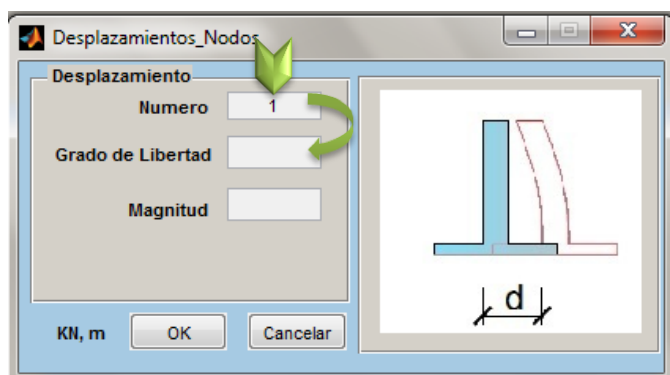 Desplazamientos_Nodos
Desplazamiento
Numero 1
Grado de Libertad
Magnitud
KN, m OK Cancelar
d